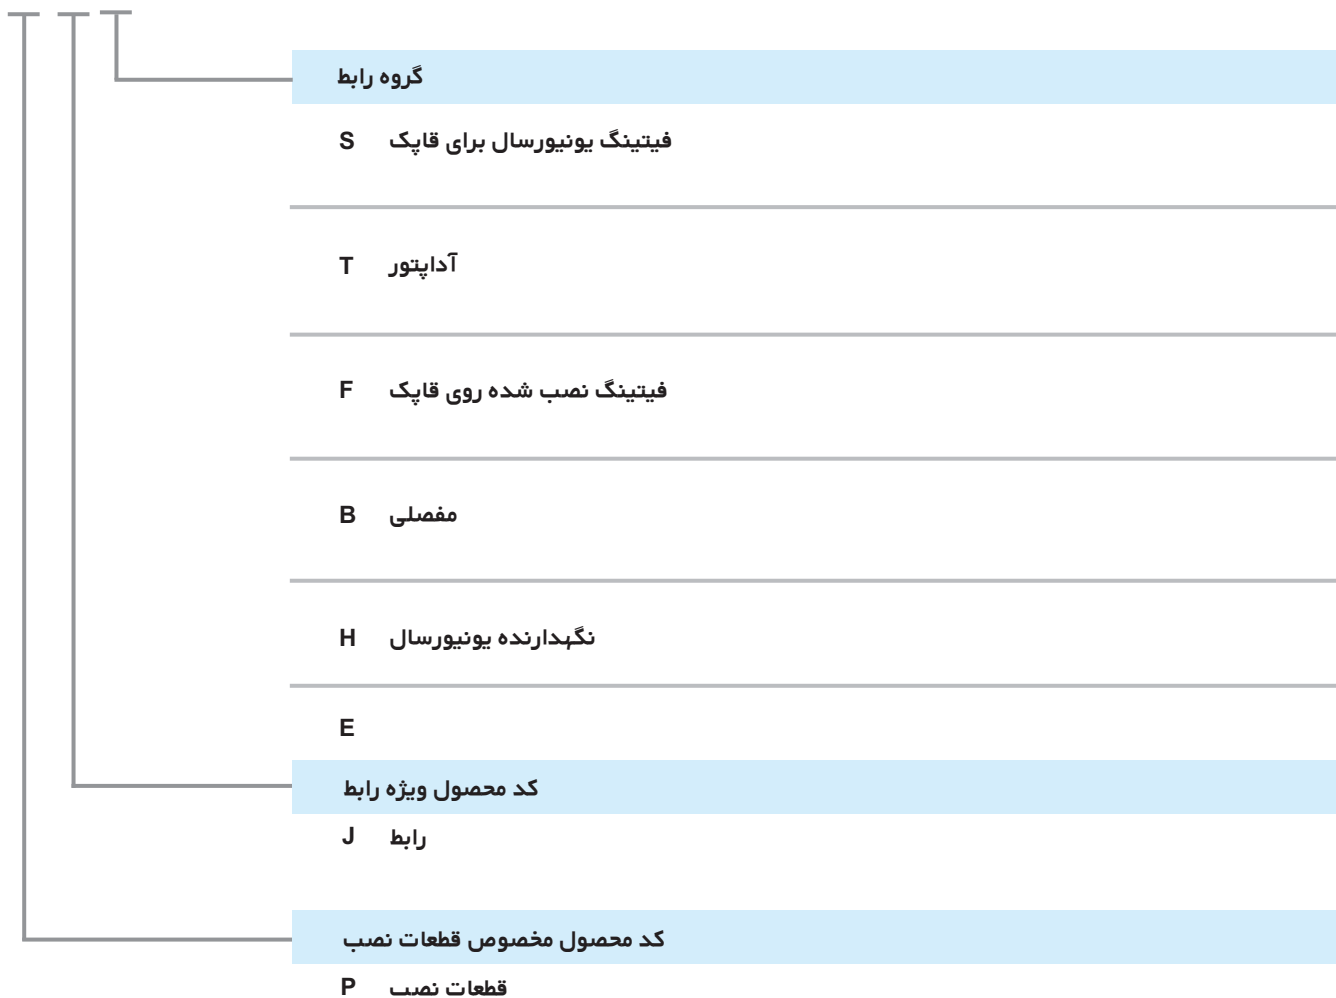 گروه رابط
S فیتینگ یونیورسال برای قاپک
T آداپتور
F فیتینگ نصب شده روی قاپک
B مفصلی
H نگهدارنده یونیورسال
E
کد محصول ویژه رابط
J رابط
کد محصول مخصوص قطعات نصب
P قطعات نصب